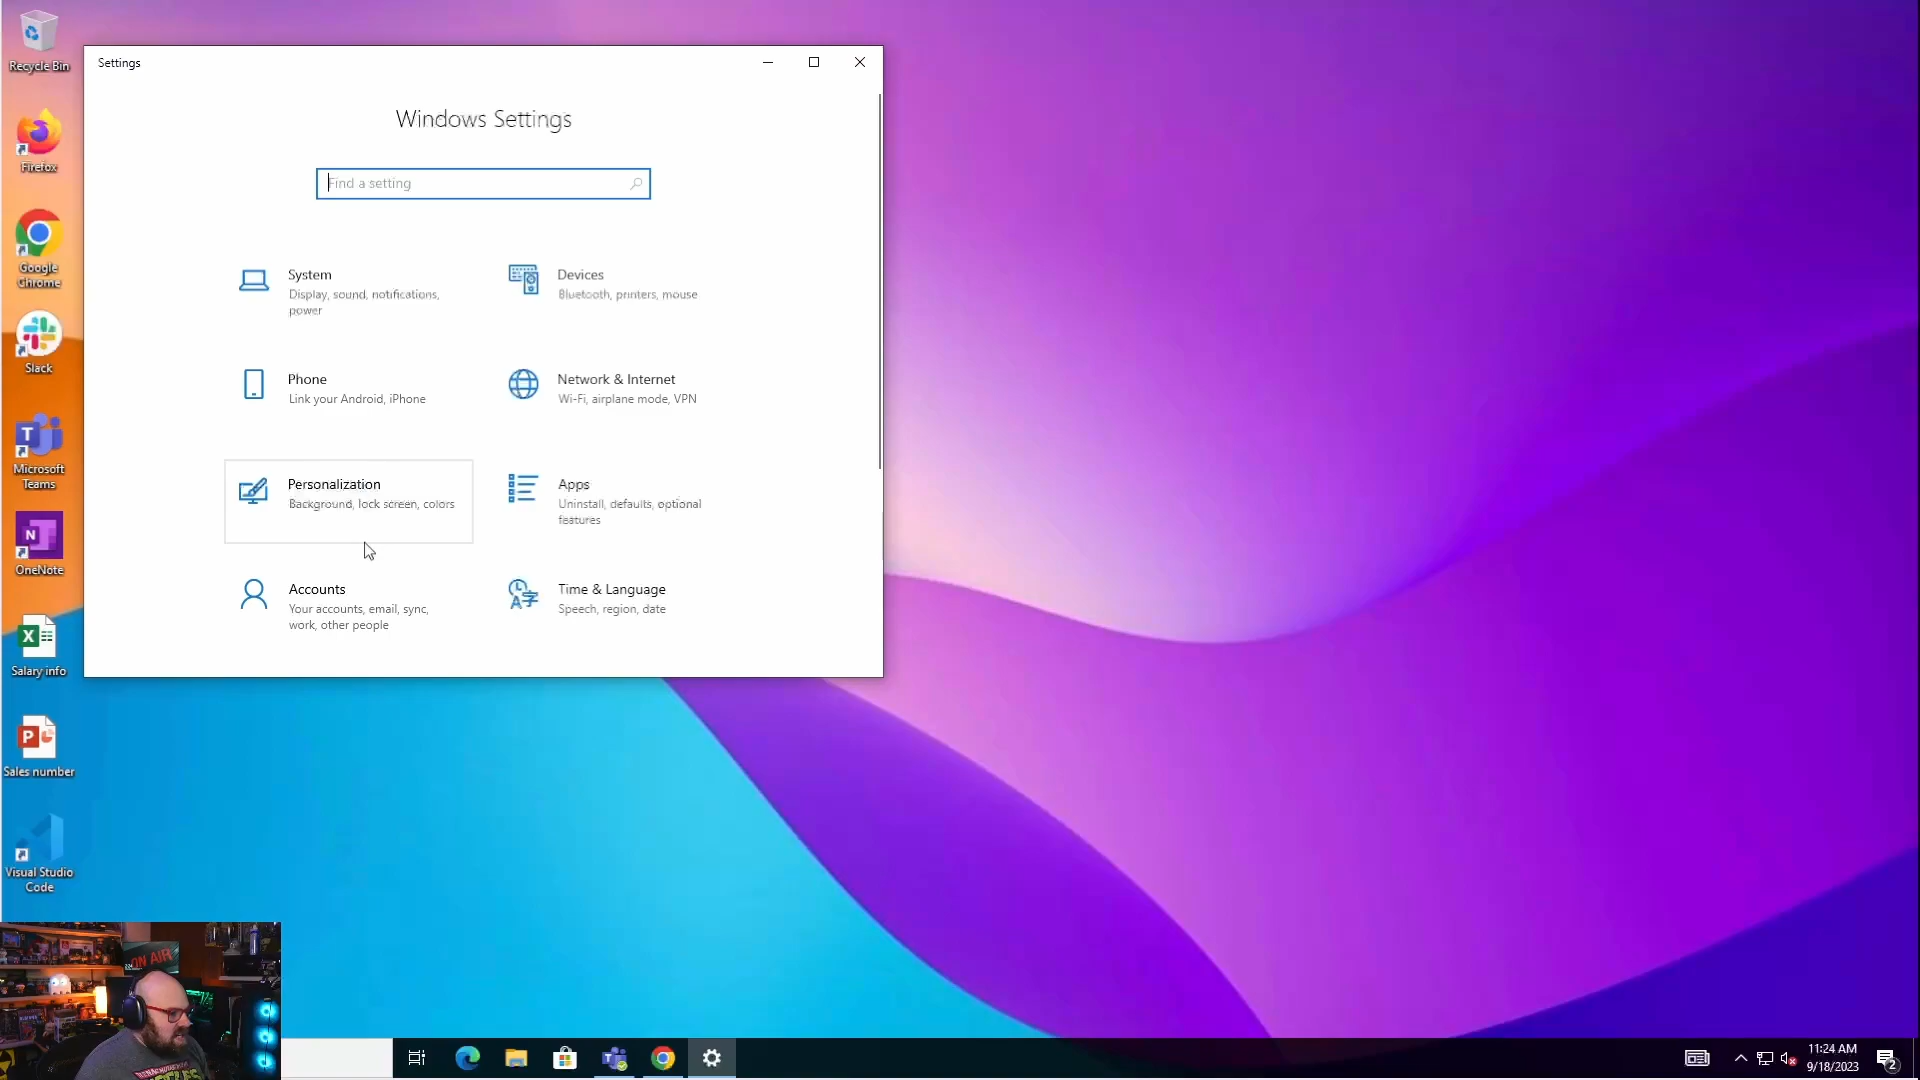 Recycle Bin
Firefox
Google
Chrome
Slack
Microsoft
Teams
OneNote
Salary info
Sales number
Visual Studio
Code
Settings
Windows Settings
Find a setting
System
Display, sound, notifications,
power
Devices
Bluetooth, printers, mouse
Phone
Link your Android, iPhone
Network & Internet
Wi-Fi, airplane mode, VPN
Personalization
Background, lock screen, colors
Apps
Uninstall, defaults, optional
features
Accounts
Your accounts, email, sync,
work, other people
Time & Language
Speech, region, date
ON AIR
11:24 AM
9/18/2023
2